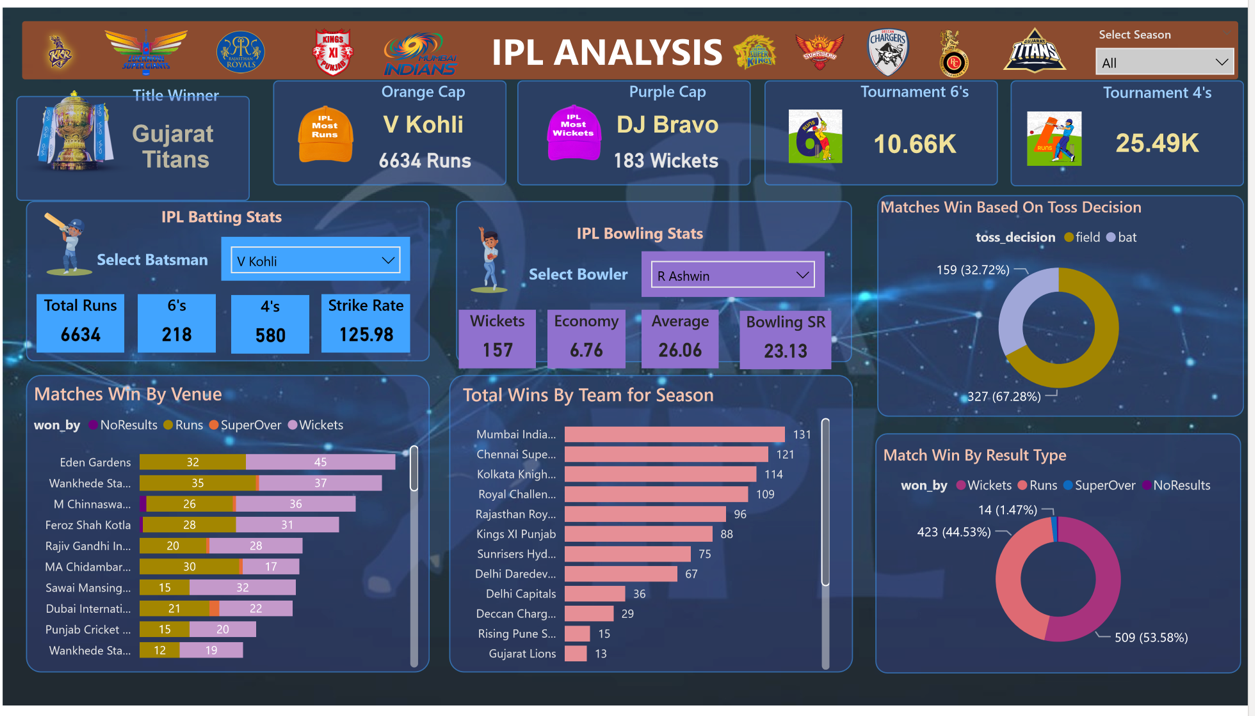 IPL ANALYSIS
KINGS
XI
PUNJAB
RR
RAJASTHAN
ROYALS
MUMBAI
INDIANS
CHARGERS
TITANS
Select Season
All
Title Winner
Gujarat
Titans
IPL
Most
Runs
Orange Cap
V Kohli
6634 Runs
IPL
Most
Wickets
Purple Cap
DJ Bravo
183 Wickets
Tournament 6's
10.66K
Tournament 4's
25.49K
IPL Batting Stats
Select Batsman
V Kohli
Total Runs
6634
6's
218
4's
580
Strike Rate
125.98
IPL Bowling Stats
Select Bowler
R Ashwin
Wickets
157
Economy
6.76
Average
26.06
Bowling SR
23.13
Matches Win Based On Toss Decision
toss_decision field bat
159 (32.72%)
327 (67.28%)
Matches Win By Venue
won_by NoResults Runs SuperOver Wickets
Eden Gardens 32 45
Wankhede Sta... 35 37
M Chinnaswa... 26 36
Feroz Shah Kotla 28 31
Rajiv Gandhi In... 20 28
MA Chidambar... 30 17
Sawai Mansing... 15 32
Dubai Internati... 21 22
Punjab Cricket ... 15 20
Wankhede Sta... 12 19
Total Wins By Team for Season
Mumbai India... 131
Chennai Supe... 121
Kolkata Knigh... 114
Royal Challen... 109
Rajasthan Roy... 96
Kings XI Punjab 88
Sunrisers Hyd... 75
Delhi Daredev... 67
Delhi Capitals 36
Deccan Charg... 29
Rising Pune S... 15
Gujarat Lions 13
Match Win By Result Type
won_by Wickets Runs SuperOver NoResults
14 (1.47%)
423 (44.53%)
509 (53.58%)